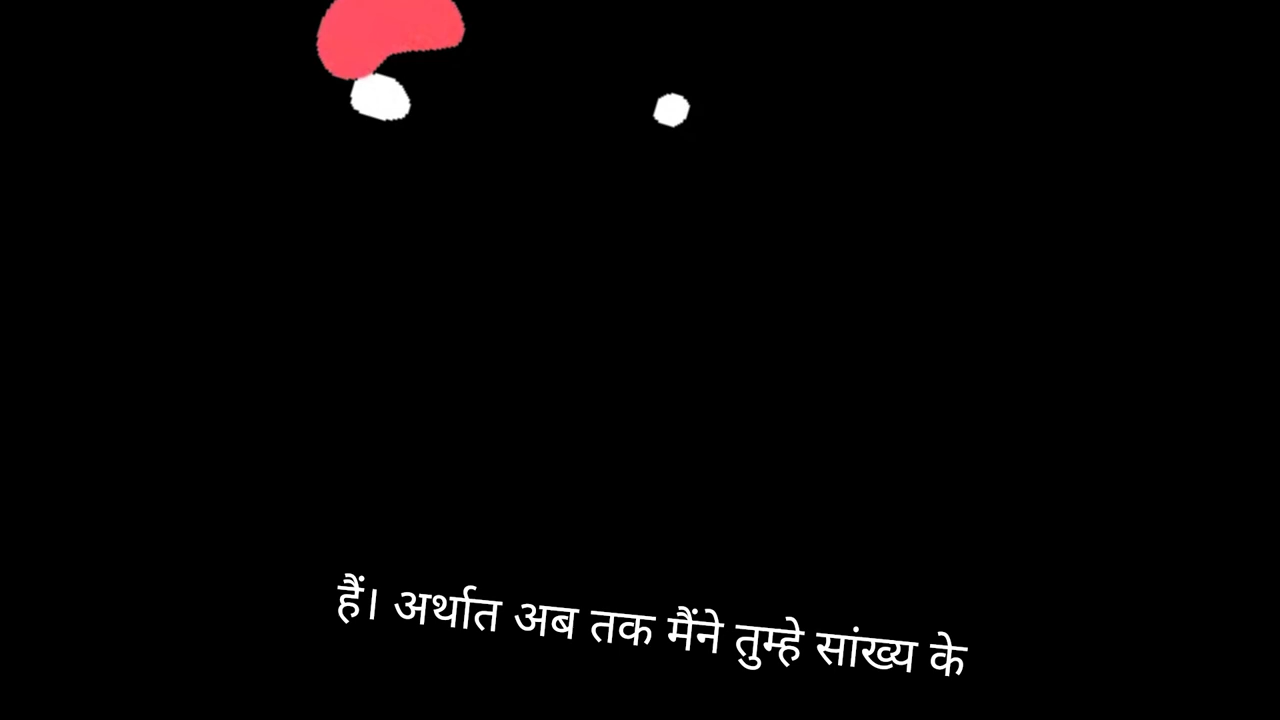 हैं। अर्थात अब तक मैंने तुम्हे सांख्य के